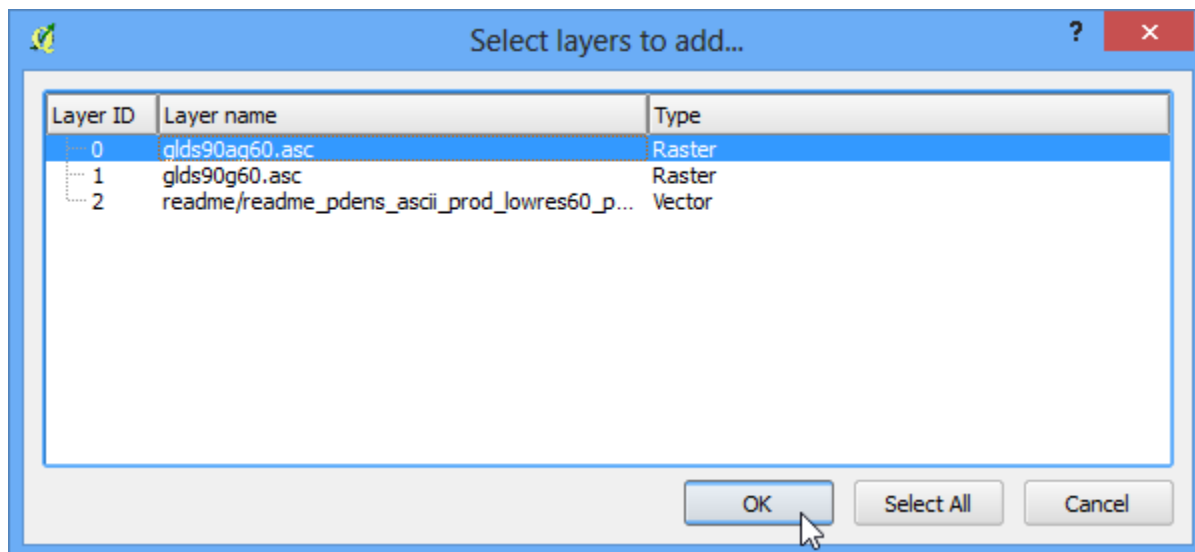 Select layers to add...
? ×
Layer ID Layer name Type
0 glds90ag60.asc Raster
1 glds90g60.asc Raster
2 readme/readme_pdens_ascii_prod_lowres60_p... Vector
OK Select All Cancel